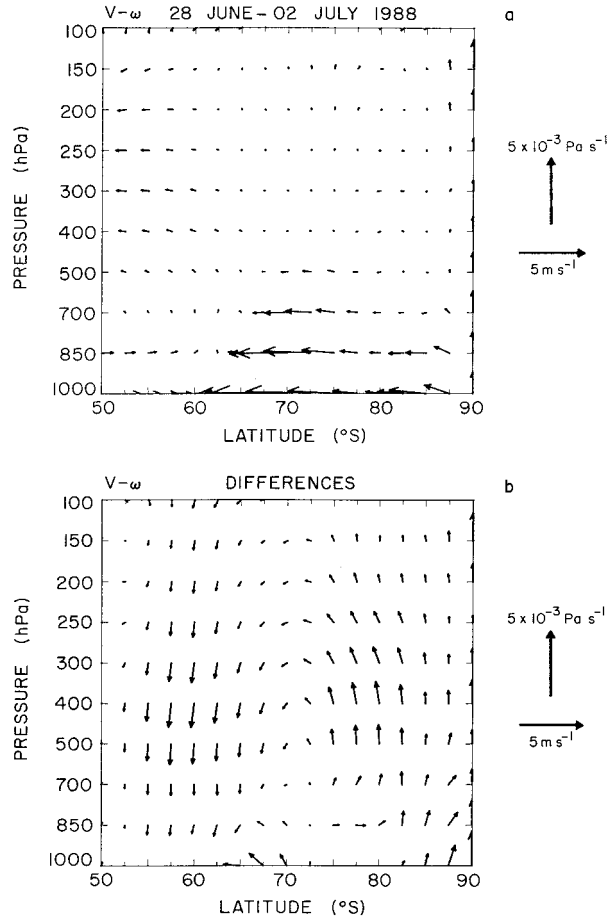 V-ω 28 JUNE-02 JULY 1988 a
100
150
200
250
300
400
500
700
850
1000
PRESSURE (hPa)
50 60 70 80 90
LATITUDE (°S)
5 x 10⁻³ Pa s⁻¹
5 m s⁻¹
V-ω DIFFERENCES b
100
150
200
250
300
400
500
700
850
1000
PRESSURE (hPa)
50 60 70 80 90
LATITUDE (°S)
5 x 10⁻³ Pa s⁻¹
5 m s⁻¹